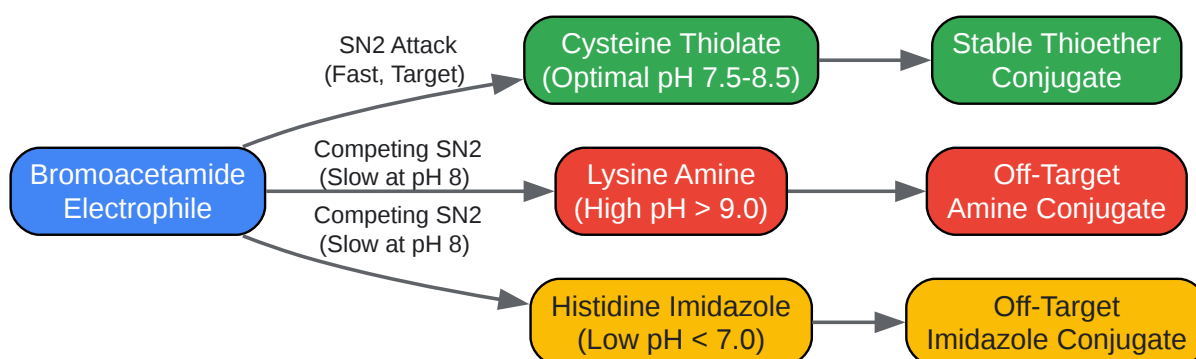 SN2 Attack
(Fast, Target)
Cysteine Thiolate
(Optimal pH 7.5-8.5)
Stable Thioether
Conjugate
Bromoacetamide
Electrophile
Competing SN2
(Slow at pH 8)
Lysine Amine
(High pH > 9.0)
Off-Target
Amine Conjugate
Competing SN2
(Slow at pH 8)
Histidine Imidazole
(Low pH < 7.0)
Off-Target
Imidazole Conjugate